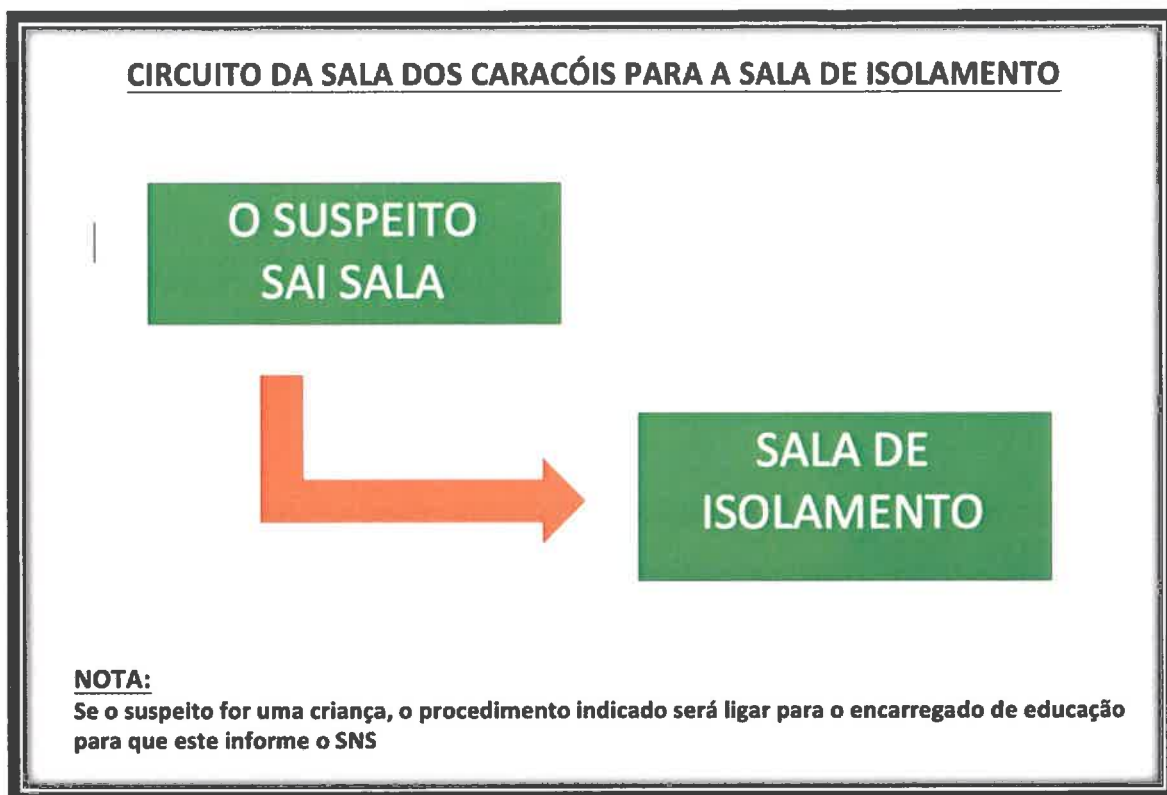 CIRCUITO DA SALA DOS CARACÓIS PARA A SALA DE ISOLAMENTO
O SUSPEITO
SAI SALA
SALA DE
ISOLAMENTO
NOTA:
Se o suspeito for uma criança, o procedimento indicado será ligar para o encarregado de educação
para que este informe o SNS